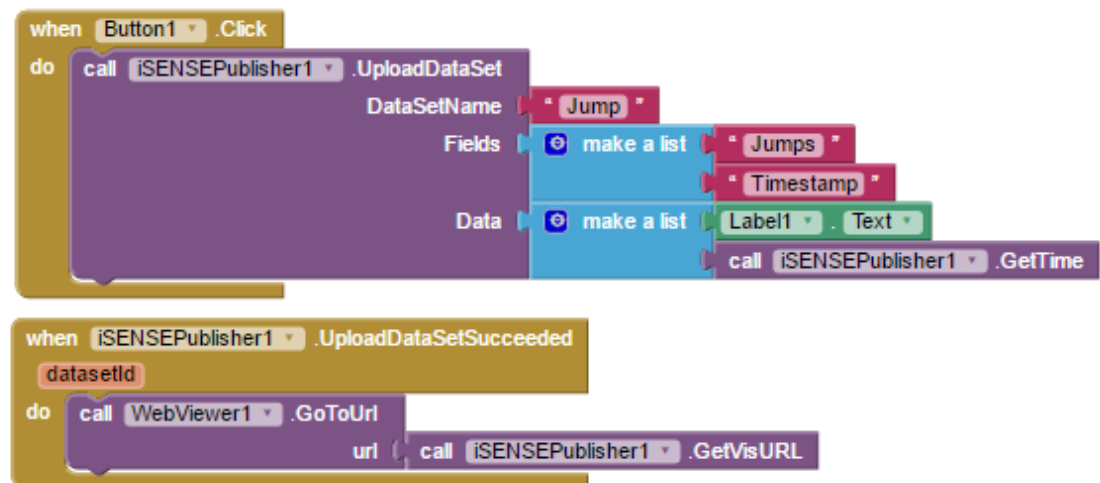 when Button1 .Click
do call iSENSEPublisher1 .UploadDataSet
DataSetName " Jump "
Fields make a list " Jumps "
" Timestamp "
Data make a list Label1 . Text
call iSENSEPublisher1 .GetTime
when iSENSEPublisher1 .UploadDataSetSucceeded
datasetId
do call WebViewer1 .GoToUrl
url call iSENSEPublisher1 .GetVisURL